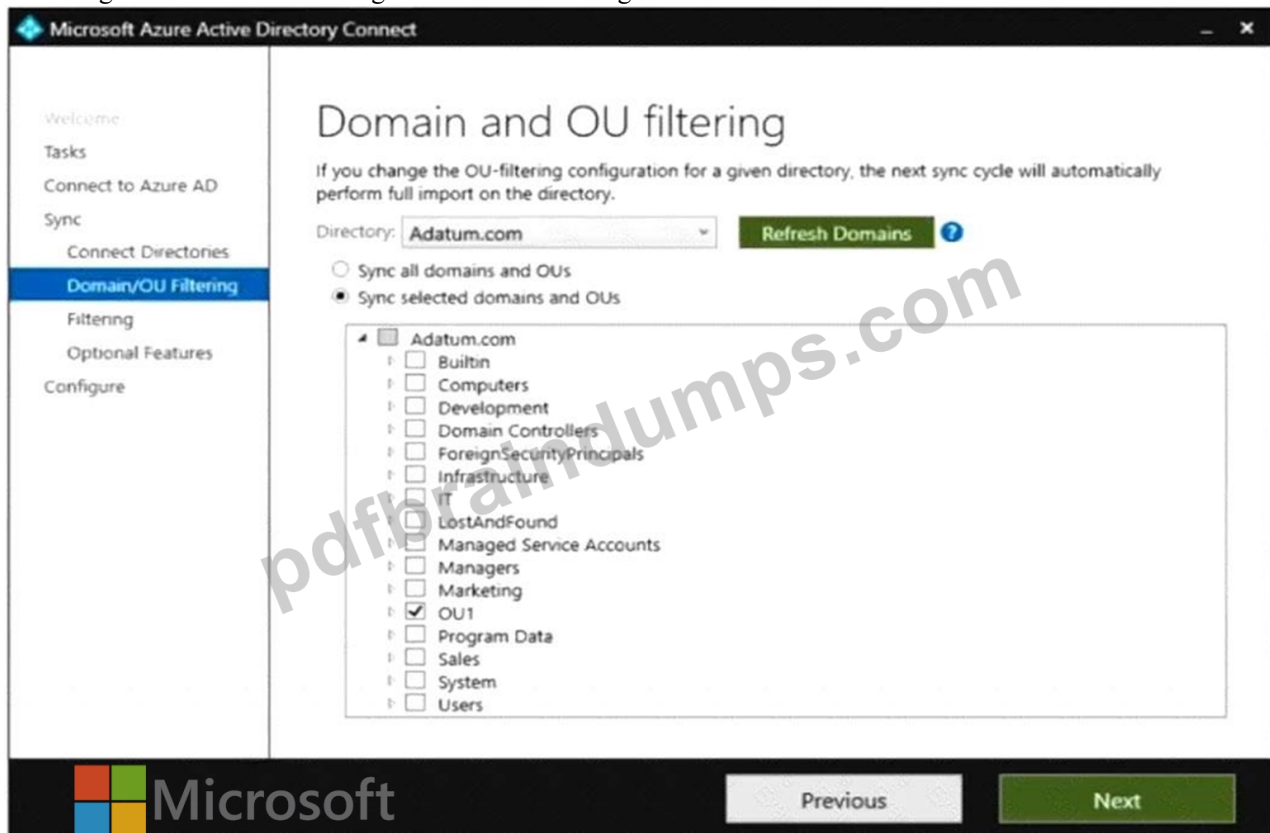 Microsoft Azure Active Directory Connect
Welcome
Tasks
Connect to Azure AD
Sync
Connect Directories
Domain/OU Filtering
Filtering
Optional Features
Configure
Domain and OU filtering
If you change the OU-filtering configuration for a given directory, the next sync cycle will automatically
perform full import on the directory.
Directory: Adatum.com Refresh Domains ?
Sync all domains and OUs
Sync selected domains and OUs
Adatum.com
Builtin
Computers
Development
Domain Controllers
ForeignSecurityPrincipals
Infrastructure
IT
LostAndFound
Managed Service Accounts
Managers
Marketing
OU1
Program Data
Sales
System
Users
pdfbraindumps.com
Microsoft
Previous Next